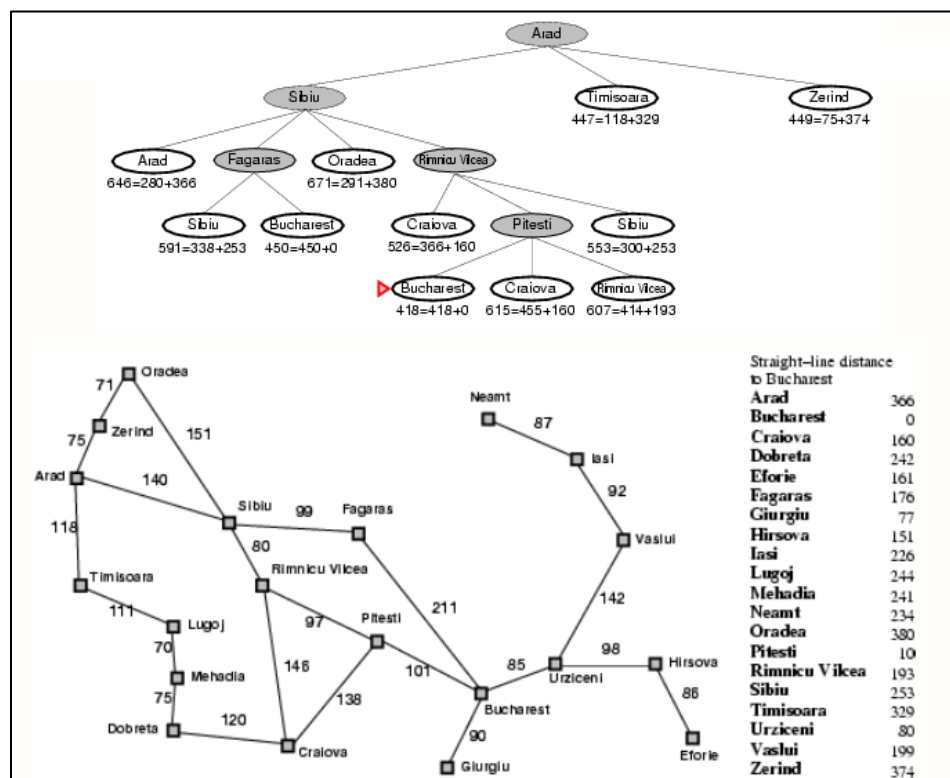 Arad
Sibiu
Timisoara
Zerind
447=118+329
449=75+374
Arad
Fagaras
Oradea
Rimnicu Vilcea
646=280+366
671=291+380
Sibiu
Bucharest
Craiova
Pitesti
Sibiu
591=338+253
450=450+0
526=366+160
553=300+253
Bucharest
Craiova
Rimnicu Vilcea
418=418+0
615=455+160
607=414+193
Oradea
71
Zerind
75
151
Arad
140
118
Sibiu
99
Fagaras
80
Rimnicu Vilcea
Timisoara
111
Lugoj
97
Pitesti
211
70
Mehadia
146
101
75
138
Dobreta
120
Craiova
Bucharest
90
Giurgiu
85
Urziceni
98
Hirsova
86
Eforie
142
Vaslui
92
Iasi
87
Neamt
Straight–line distance
to Bucharest
Arad 366
Bucharest 0
Craiova 160
Dobreta 242
Eforie 161
Fagaras 176
Giurgiu 77
Hirsova 151
Iasi 226
Lugoj 244
Mehadia 241
Neamt 234
Oradea 380
Pitesti 10
Rimnicu Vilcea 193
Sibiu 253
Timisoara 329
Urziceni 80
Vaslui 199
Zerind 374